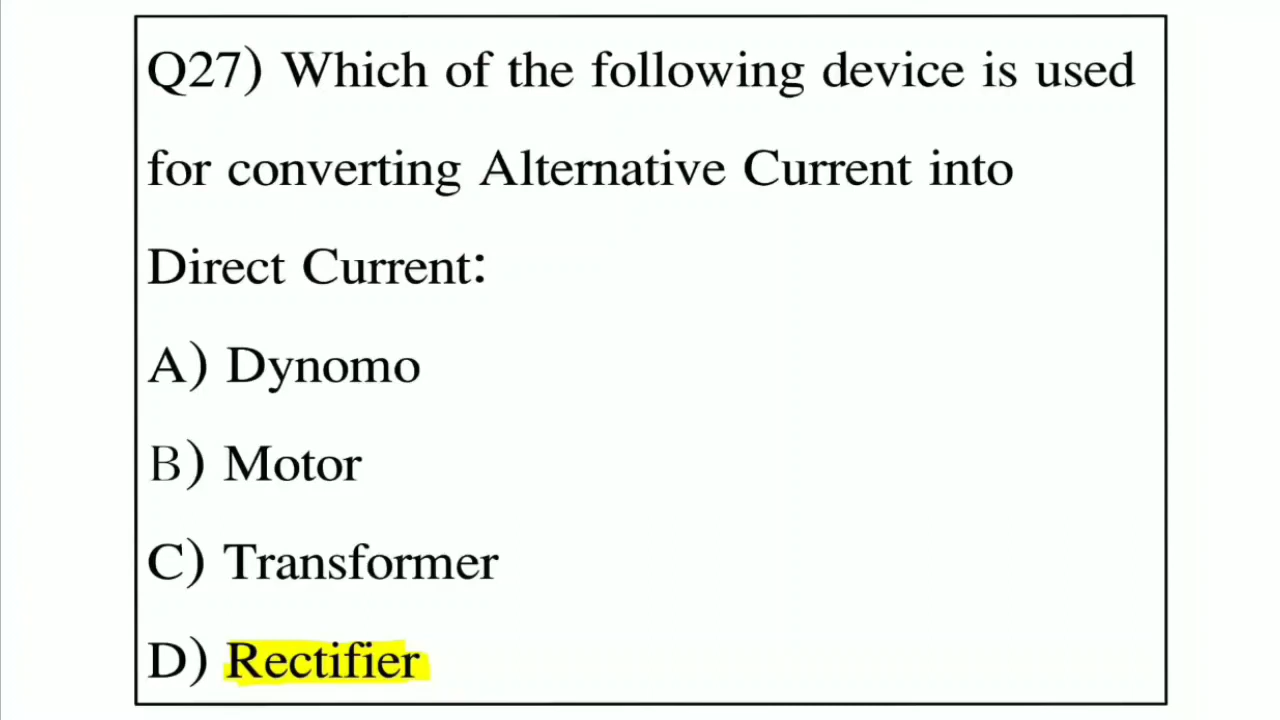 Q27) Which of the following device is used
for converting Alternative Current into
Direct Current:
A) Dynomo
B) Motor
C) Transformer
D) Rectifier